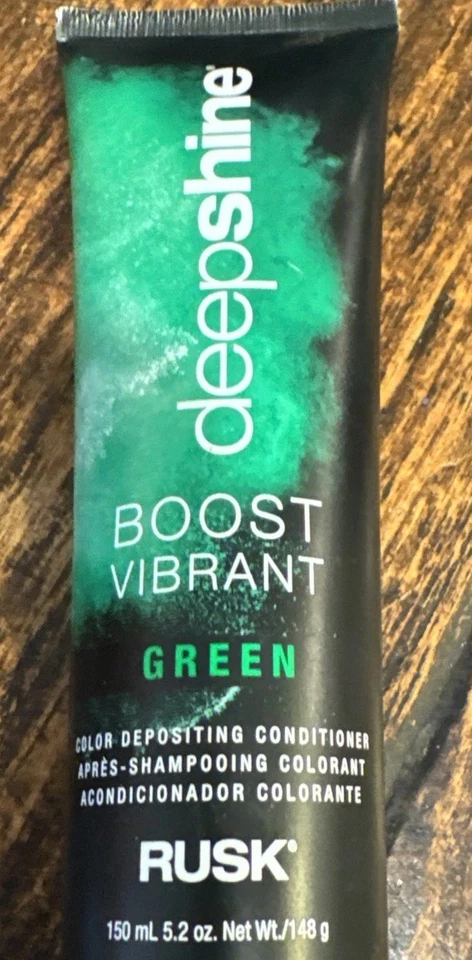 deepshine®
BOOST
VIBRANT
GREEN
COLOR DEPOSITING CONDITIONER
APRÈS-SHAMPOOING COLORANT
ACONDICIONADOR COLORANTE
RUSK®
150 mL 5.2 oz. Net Wt./148 g